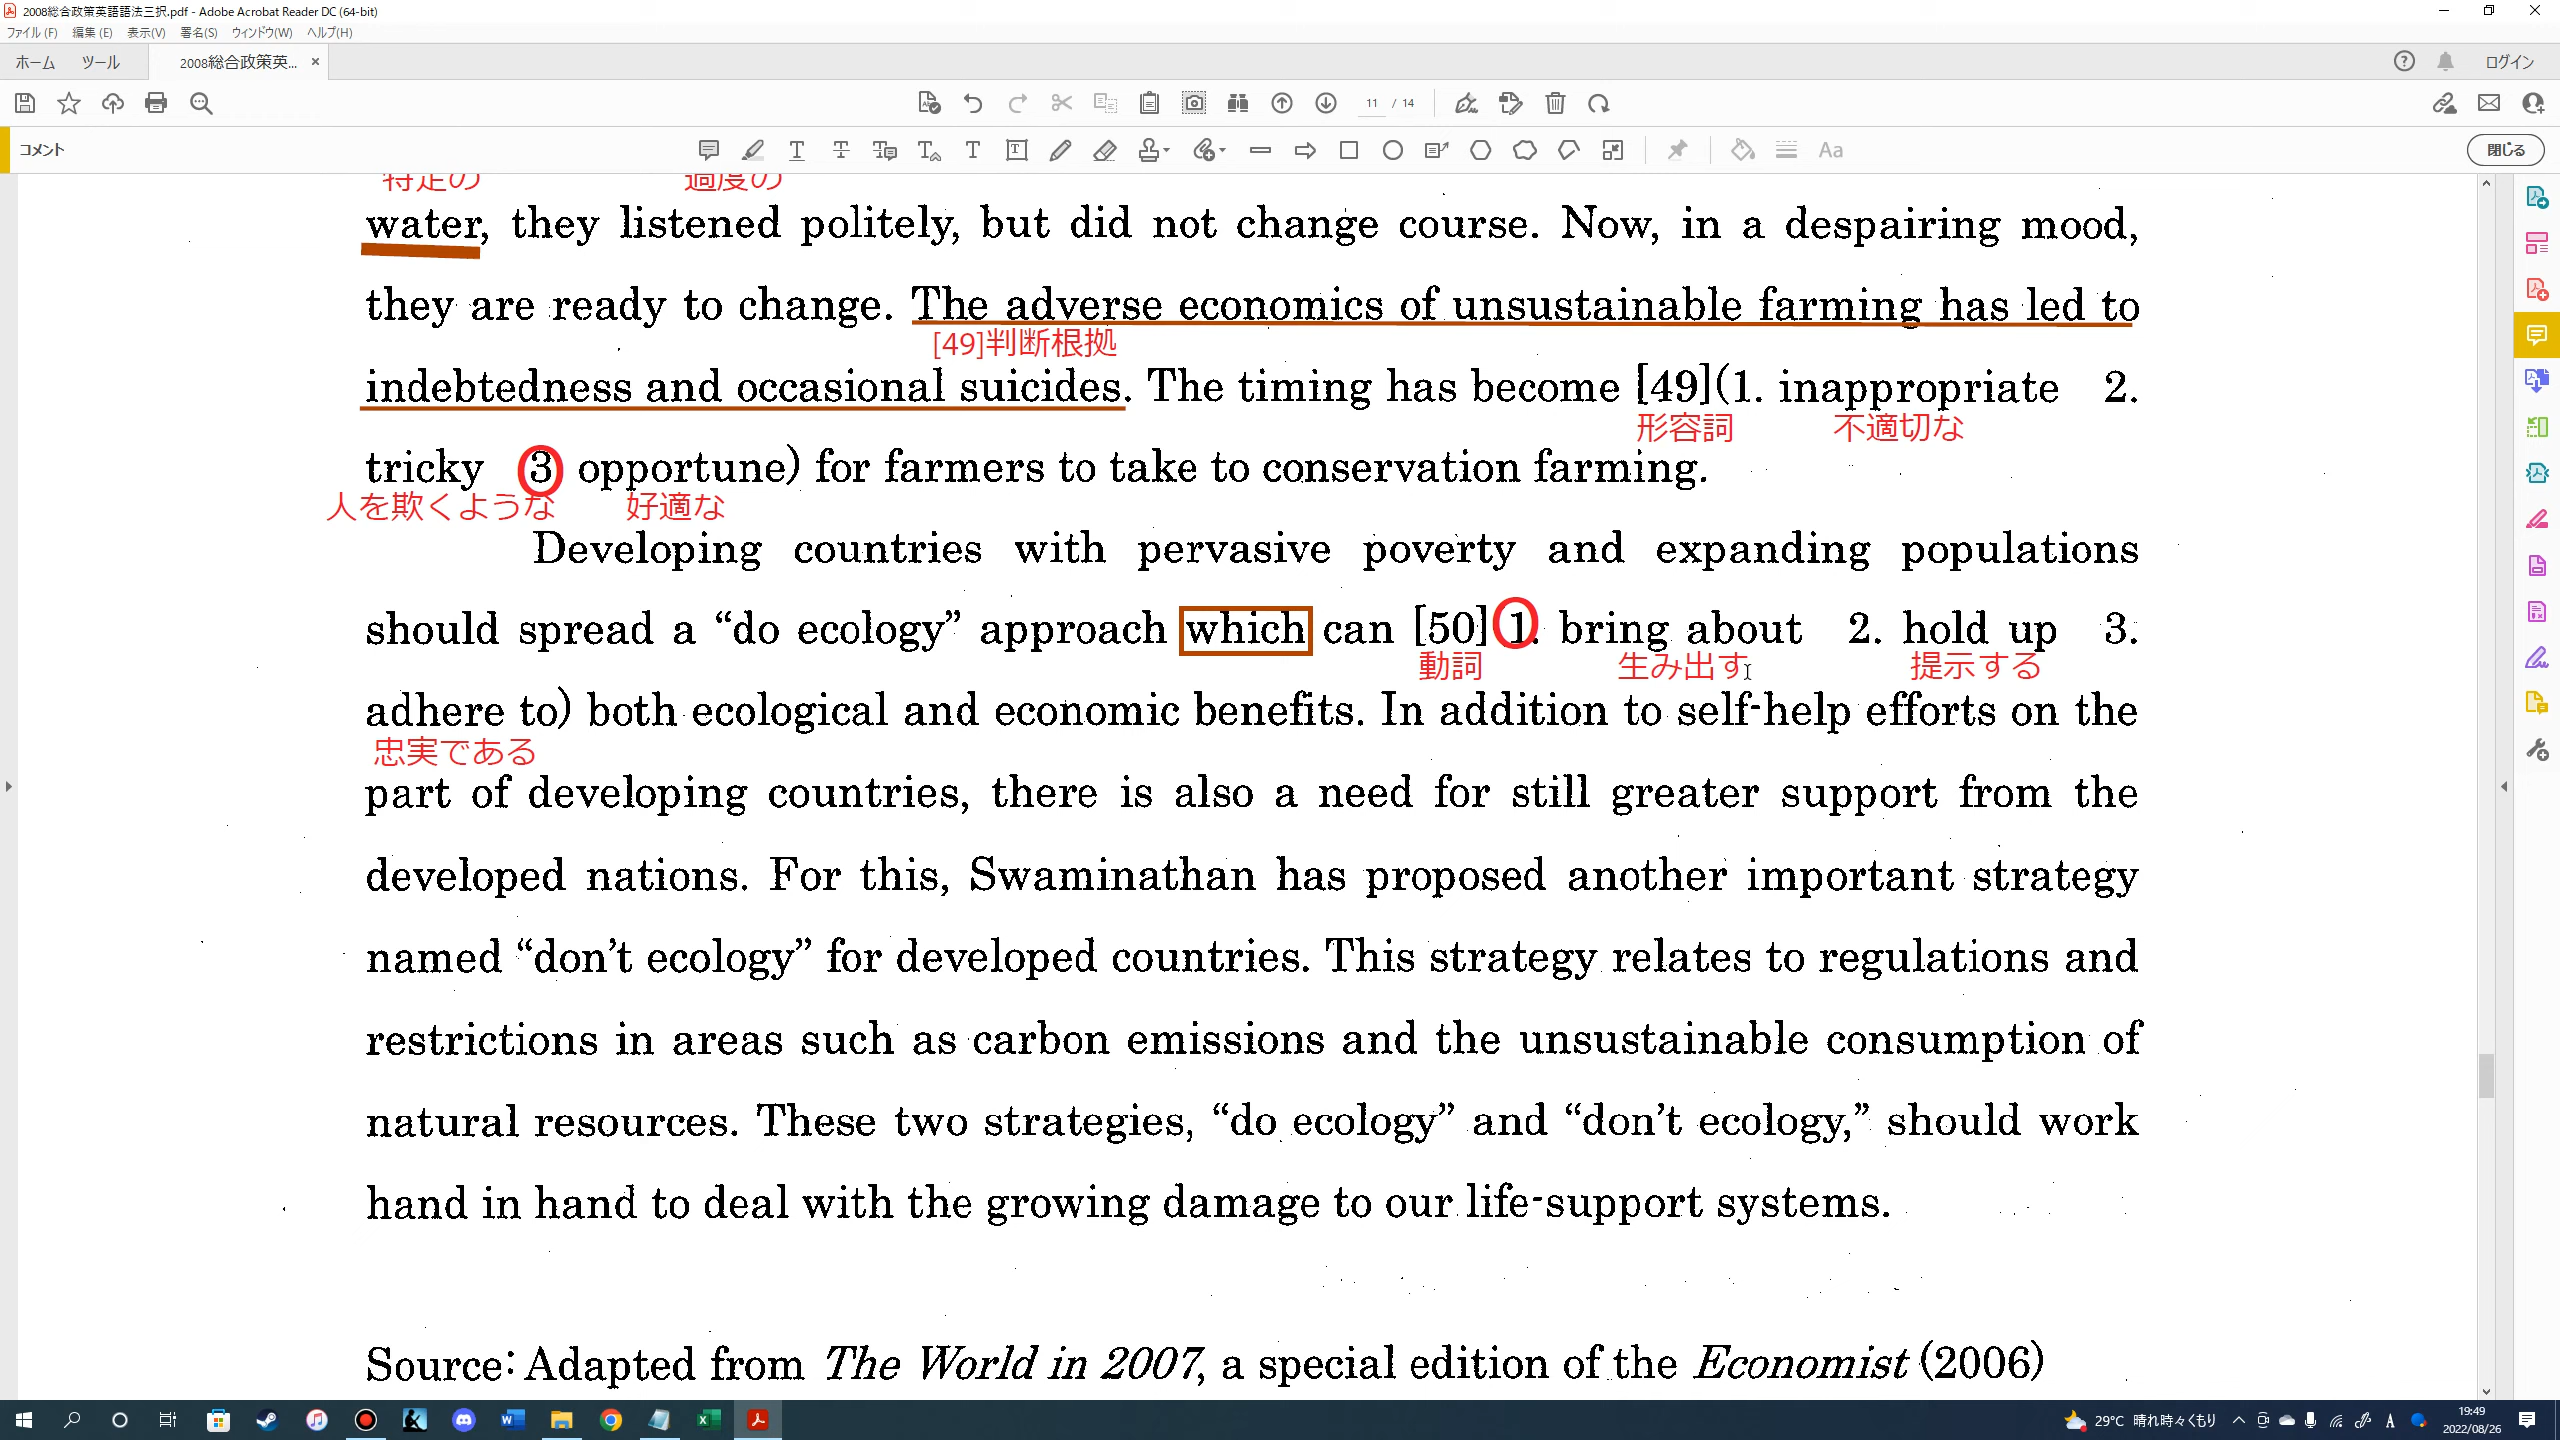 2008総合政策英語語法三択.pdf - Adobe Acrobat Reader DC (64-bit)
ファイル(F) 編集(E) 表示(V) 署名(S) ウィンドウ(W) ヘルプ(H)
ホーム ツール 2008総合政策英... × ログイン
11 / 14
コメント Aa 閉じる
特定の 過度の
water, they listened politely, but did not change course. Now, in a despairing mood,
they are ready to change. The adverse economics of unsustainable farming has led to
[49]判断根拠
indebtedness and occasional suicides. The timing has become [49](1. inappropriate 2.
形容詞 不適切な
tricky 3 opportune) for farmers to take to conservation farming.
人を欺くような 好適な
Developing countries with pervasive poverty and expanding populations
should spread a “do ecology” approach which can [50] 1. bring about 2. hold up 3.
動詞 生み出す 提示する
adhere to) both ecological and economic benefits. In addition to self-help efforts on the
忠実である
part of developing countries, there is also a need for still greater support from the
developed nations. For this, Swaminathan has proposed another important strategy
named “don’t ecology” for developed countries. This strategy relates to regulations and
restrictions in areas such as carbon emissions and the unsustainable consumption of
natural resources. These two strategies, “do ecology” and “don’t ecology,” should work
hand in hand to deal with the growing damage to our life-support systems.
Source: Adapted from The World in 2007, a special edition of the Economist (2006)
29°C 晴れ時々くもり A 19:49
2022/08/26